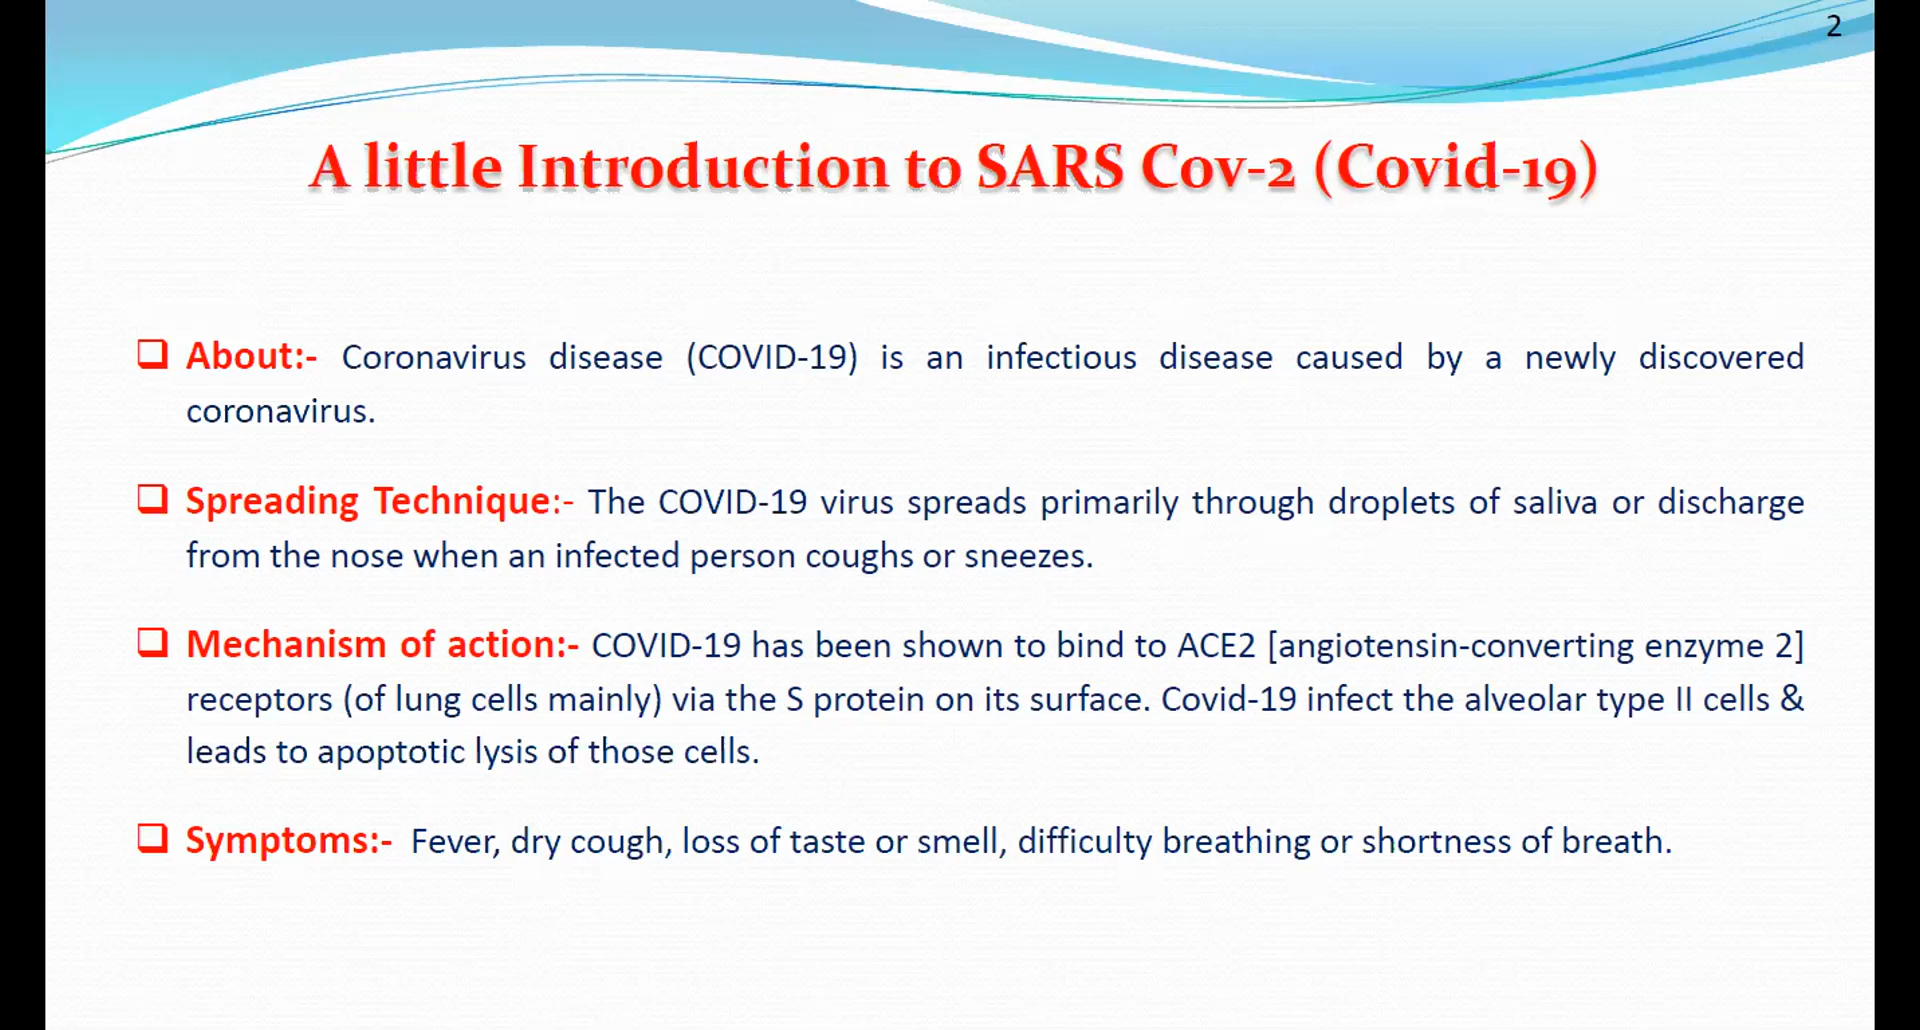 2
A little Introduction to SARS Cov-2 (Covid-19)
❑ About:- Coronavirus disease (COVID-19) is an infectious disease caused by a newly discovered
coronavirus.
❑ Spreading Technique:- The COVID-19 virus spreads primarily through droplets of saliva or discharge
from the nose when an infected person coughs or sneezes.
❑ Mechanism of action:- COVID-19 has been shown to bind to ACE2 [angiotensin-converting enzyme 2]
receptors (of lung cells mainly) via the S protein on its surface. Covid-19 infect the alveolar type II cells &
leads to apoptotic lysis of those cells.
❑ Symptoms:- Fever, dry cough, loss of taste or smell, difficulty breathing or shortness of breath.